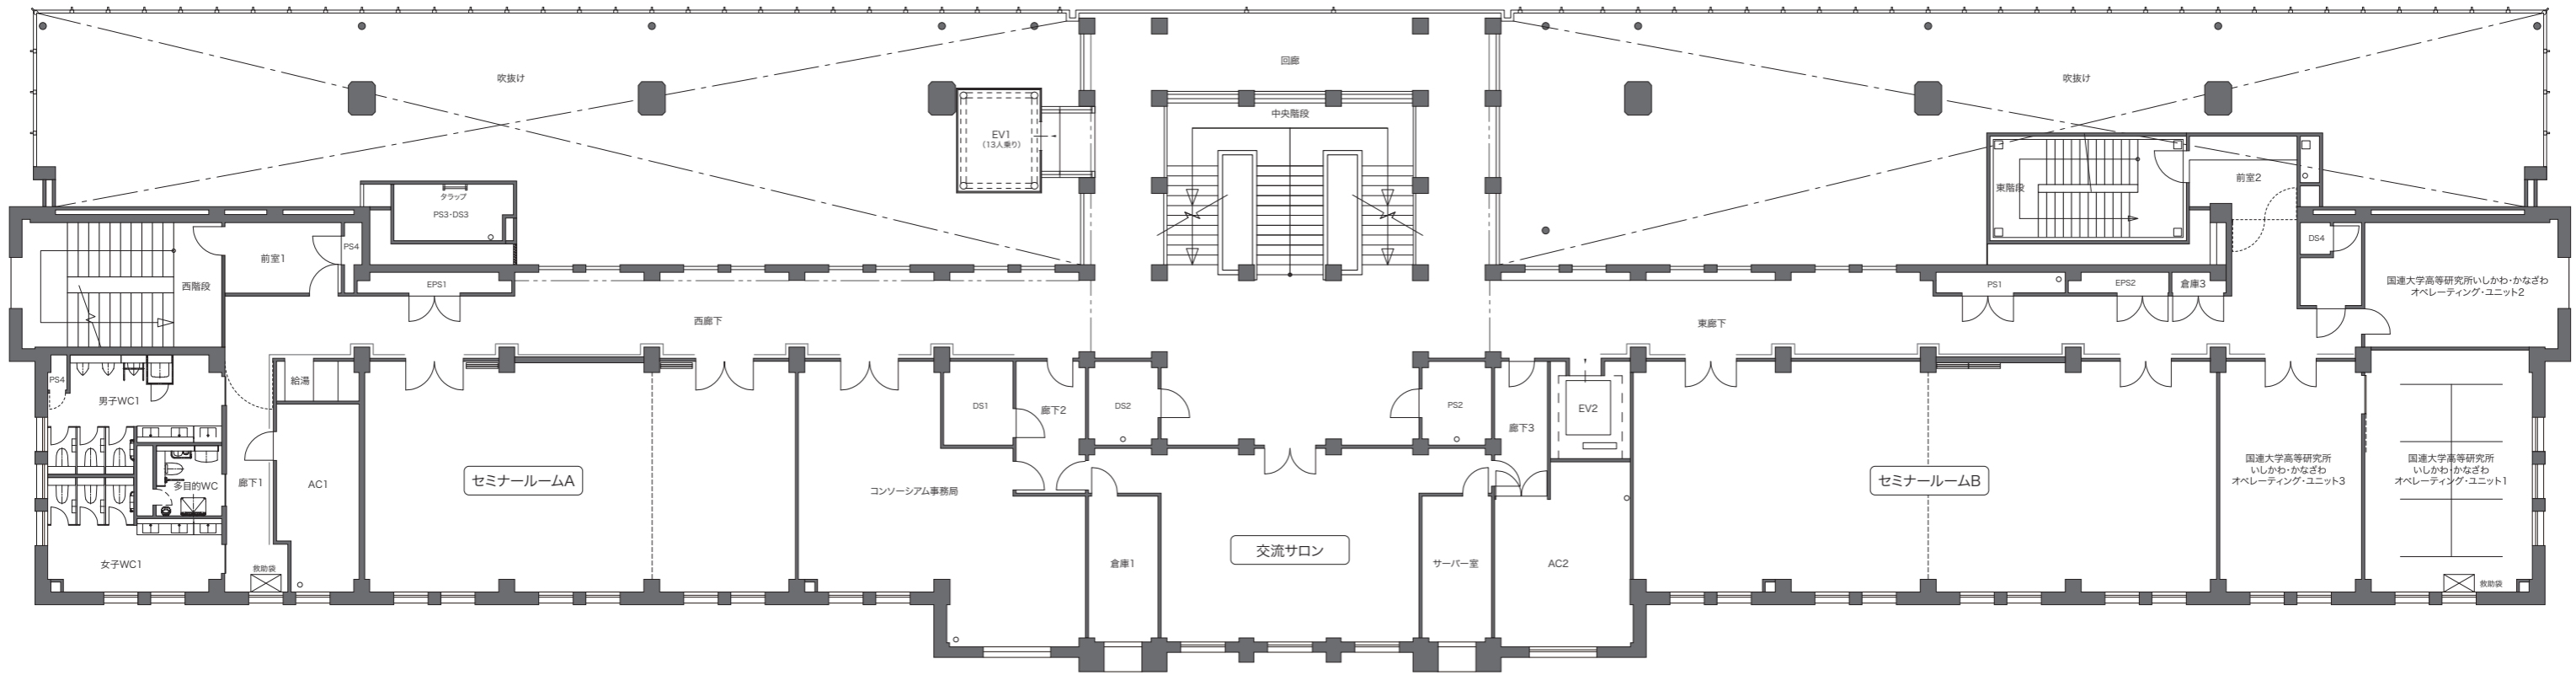 吹抜け
回廊
吹抜け
中央階段
EV1
(13人乗り)
タラップ
PS3・DS3
東階段
前室2
PS4
前室1
西階段
EPS1
DS4
PS1
EPS2
倉庫3
国連大学高等研究所いしかわ・かなざわ
オペレーティング・ユニット2
西廊下
東廊下
PS4
給湯
男子WC1
DS1
廊下2
DS2
PS2
廊下3
EV2
多目的WC
廊下1
AC1
セミナールームA
コンソーシアム事務局
セミナールームB
国連大学高等研究所
いしかわ・かなざわ
オペレーティング・ユニット3
国連大学高等研究所
いしかわ・かなざわ
オペレーティング・ユニット1
女子WC1
救助袋
倉庫1
交流サロン
サーバー室
AC2
救助袋